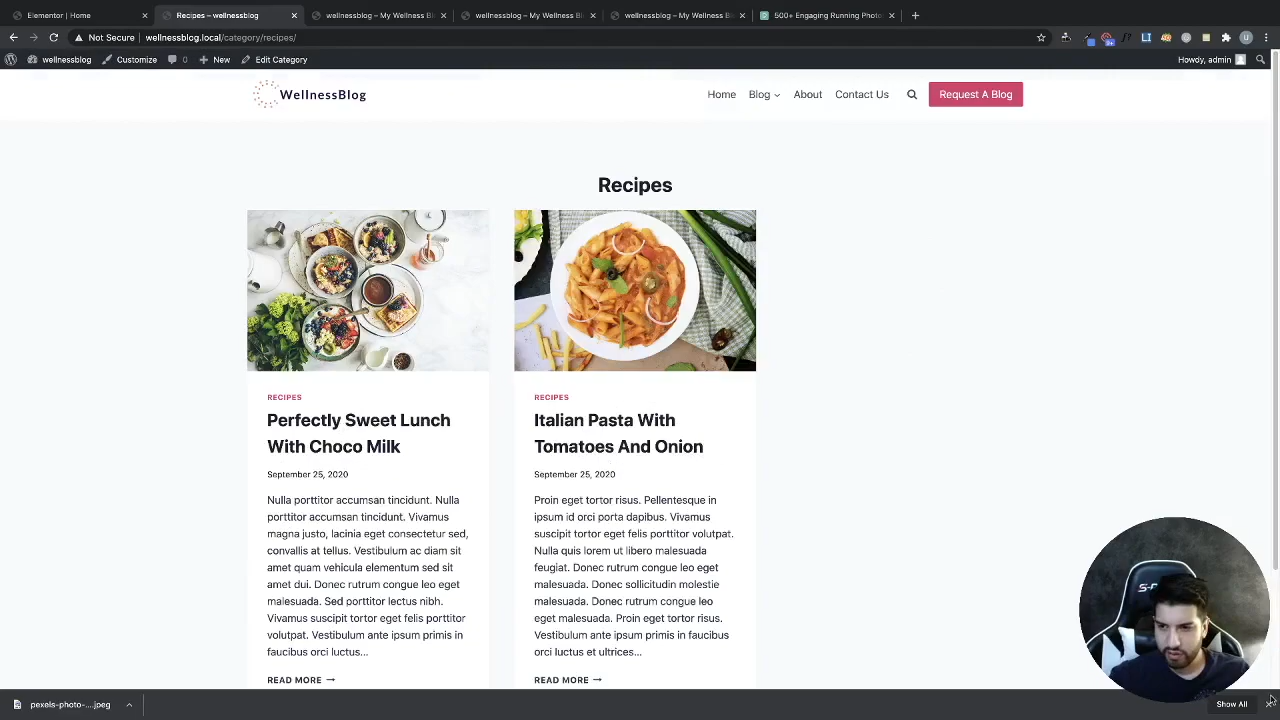 Elementor | Home
Recipes – wellnessblog
wellnessblog – My Wellness Bl
wellnessblog – My Wellness Bl
wellnessblog – My Wellness Bl
500+ Engaging Running Photo
Not Secure | wellnessblog.local/category/recipes/
wellnessblog
Customize
0
New
Edit Category
Howdy, admin
WellnessBlog
Home
Blog
About
Contact Us
Request A Blog
Recipes
RECIPES
Perfectly Sweet Lunch
With Choco Milk
September 25, 2020
Nulla porttitor accumsan tincidunt. Nulla
porttitor accumsan tincidunt. Vivamus
magna justo, lacinia eget consectetur sed,
convallis at tellus. Vestibulum ac diam sit
amet quam vehicula elementum sed sit
amet dui. Donec rutrum congue leo eget
malesuada. Sed porttitor lectus nibh.
Vivamus suscipit tortor eget felis porttitor
volutpat. Vestibulum ante ipsum primis in
faucibus orci luctus…
READ MORE
RECIPES
Italian Pasta With
Tomatoes And Onion
September 25, 2020
Proin eget tortor risus. Pellentesque in
ipsum id orci porta dapibus. Vivamus
suscipit tortor eget felis porttitor volutpat.
Nulla quis lorem ut libero malesuada
feugiat. Donec rutrum congue leo eget
malesuada. Donec sollicitudin molestie
malesuada. Donec rutrum congue leo
eget malesuada. Proin eget tortor risus.
Vestibulum ante ipsum primis in faucibus
orci luctus et ultrices…
READ MORE
pexels-photo-....jpeg
Show All